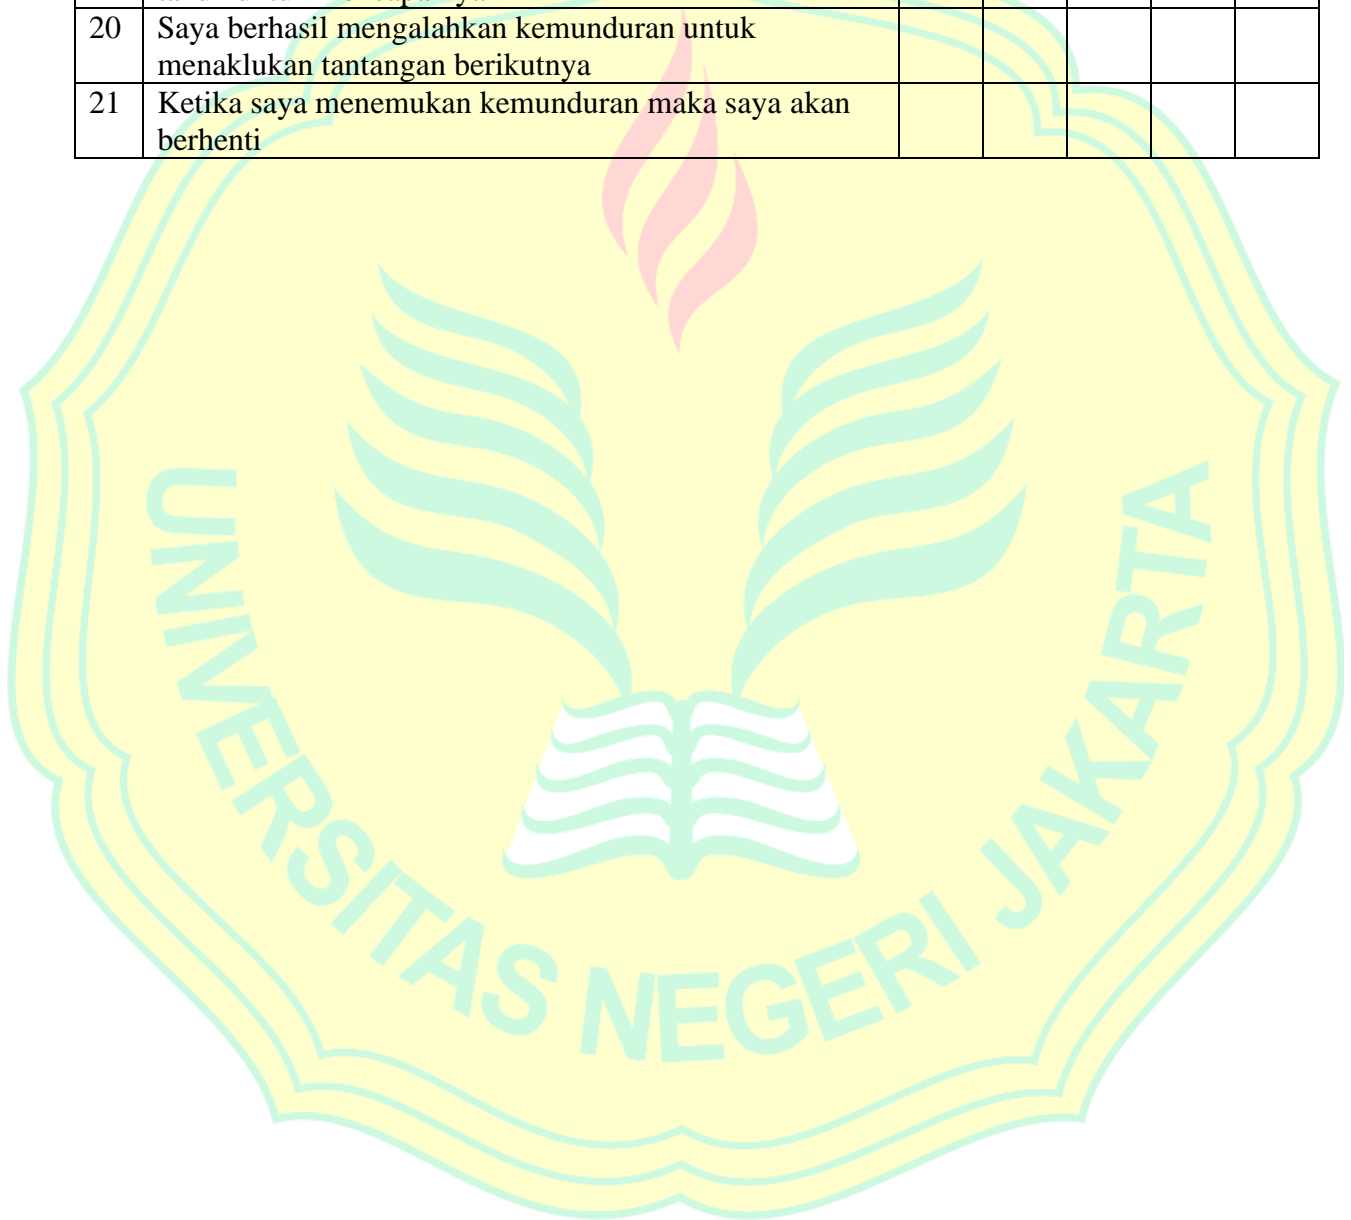 20 Saya berhasil mengalahkan kemunduran untuk
menaklukan tantangan berikutnya
21 Ketika saya menemukan kemunduran maka saya akan
berhenti
UNIVERSITAS NEGERI JAKARTA